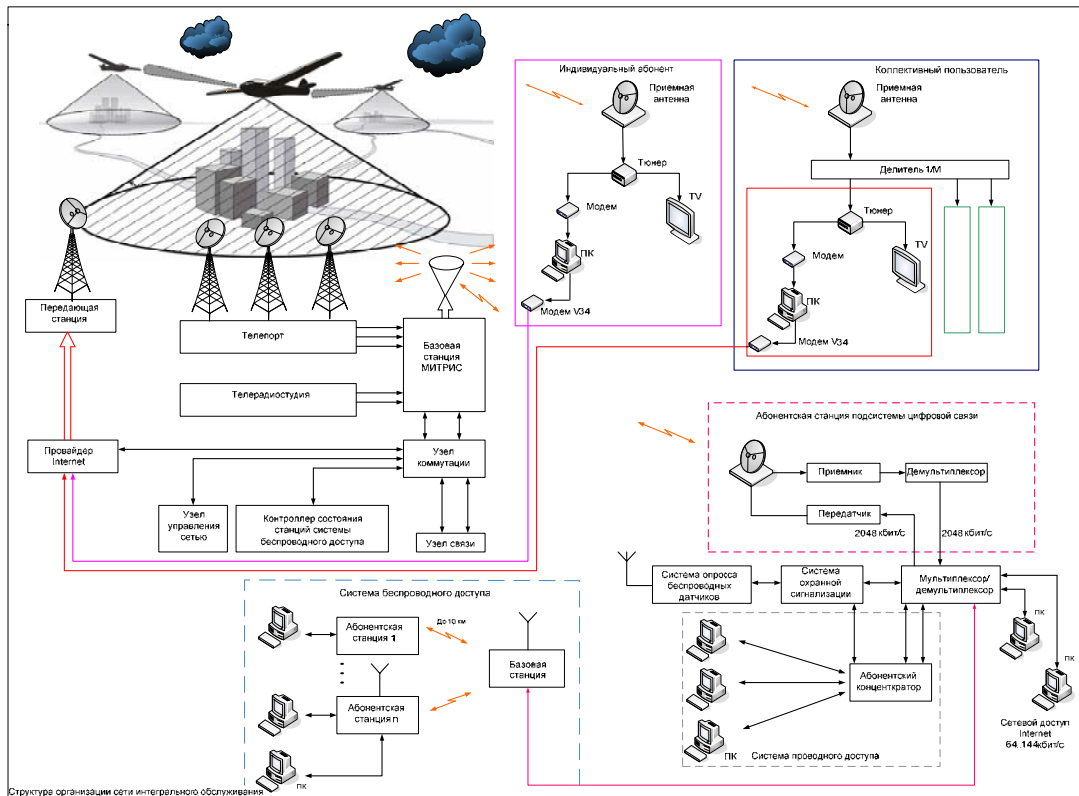 Индивидуальный абонент
Приемная
антенна
Тюнер
Модем
TV
ПК
Модем V34
Коллективный пользователь
Приемная
антенна
Делитель 1/М
Тюнер
TV
Модем
ПК
Модем V34
Передающая
станция
Телепорт
Базовая
станция
МИТРИС
Телерадиостудия
Провайдер
Internet
Узел
коммутации
Узел
управления
сетью
Контроллер состояния
станций системы
беспроводного доступа
Узел связи
Абонентская станция подсистемы цифровой связи
Приемник
Демультиплексор
Передатчик
2048 кбит/с
2048 кбит/с
Система опросса
беспроводных
датчиков
Система
охранной
сигнализации
Мультиплексор/
демультиплексор
пк
пк
Сетевой доступ
Internet
64..144кбит/с
Абонентский
концентkратор
ПК
Система проводного доступа
Система беспроводного доступа
Абонентская
станция 1
До 10 км
Базовая
станция
Абонентская
станция n
пк
Структура организации сети интегрального обслуживания